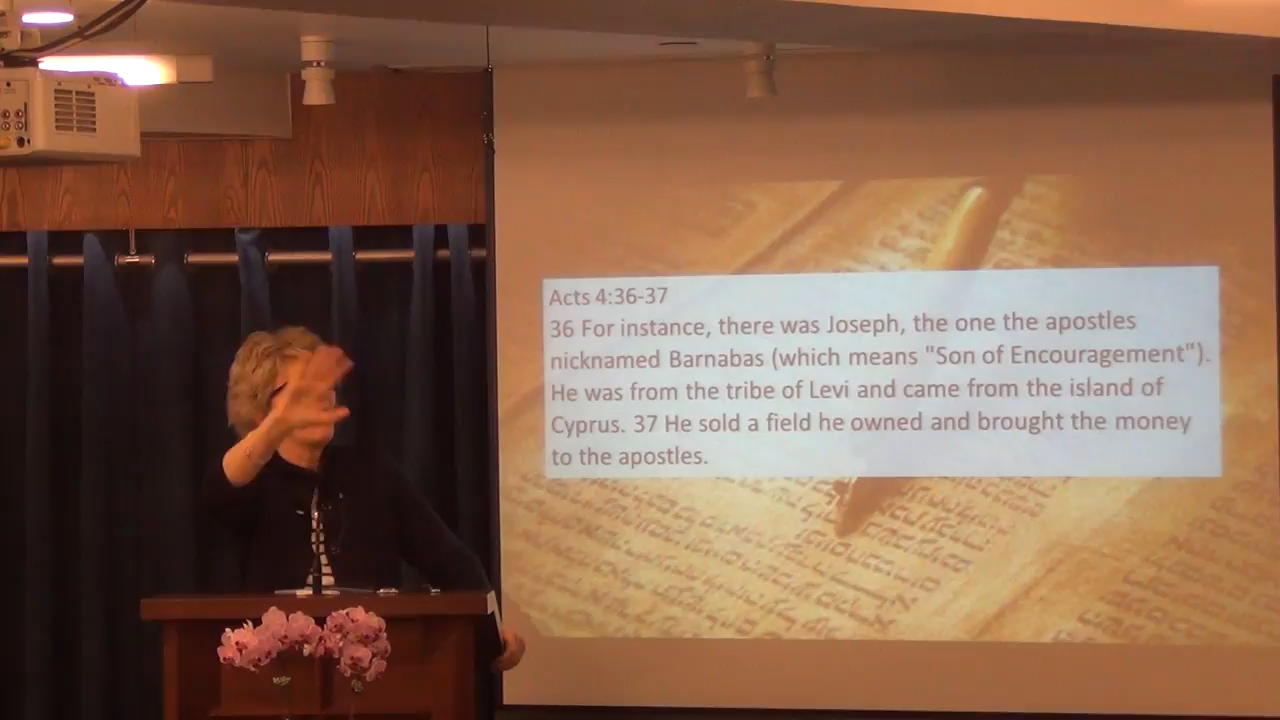 Acts 4:36-37
36 For instance, there was Joseph, the one the apostles
nicknamed Barnabas (which means "Son of Encouragement").
He was from the tribe of Levi and came from the island of
Cyprus. 37 He sold a field he owned and brought the money
to the apostles.